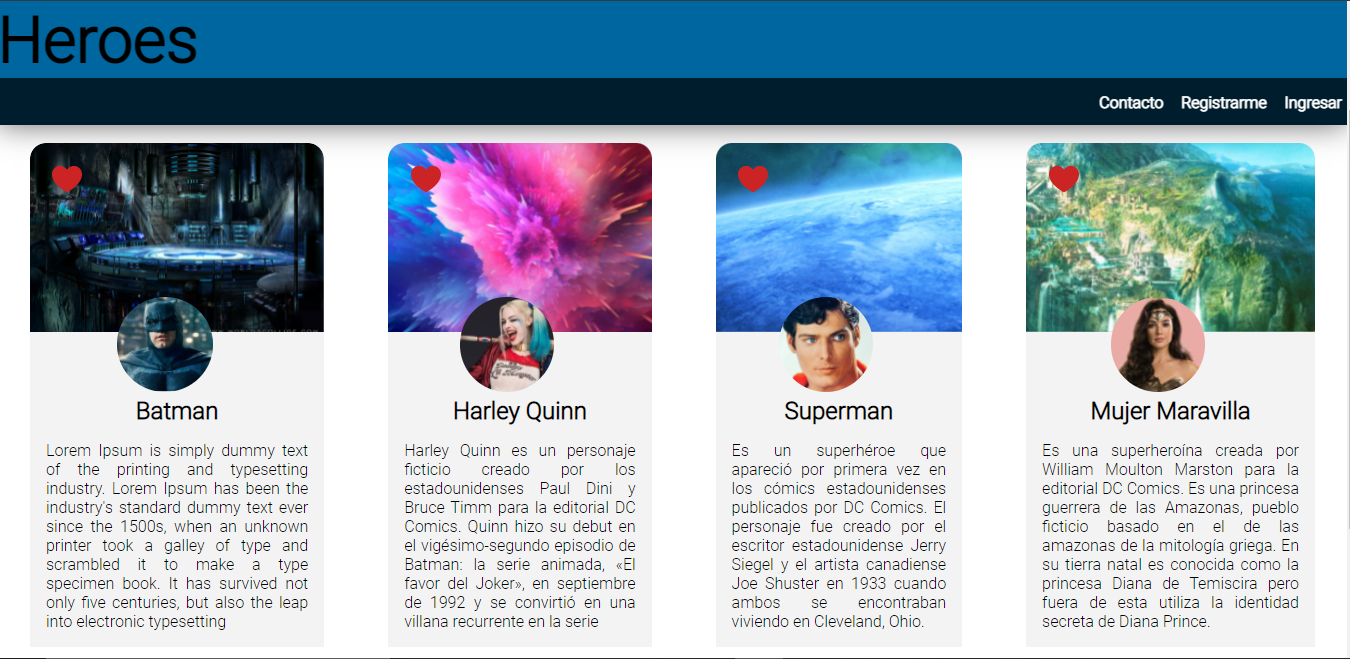 Heroes
Contacto Registrarme Ingresar
Batman
Lorem Ipsum is simply dummy text
of the printing and typesetting
industry. Lorem Ipsum has been the
industry's standard dummy text ever
since the 1500s, when an unknown
printer took a galley of type and
scrambled it to make a type
specimen book. It has survived not
only five centuries, but also the leap
into electronic typesetting
Harley Quinn
Harley Quinn es un personaje
ficticio creado por los
estadounidenses Paul Dini y
Bruce Timm para la editorial DC
Comics. Quinn hizo su debut en
el vigésimo-segundo episodio de
Batman: la serie animada, «El
favor del Joker», en septiembre
de 1992 y se convirtió en una
villana recurrente en la serie
Superman
Es un superhéroe que
apareció por primera vez en
los cómics estadounidenses
publicados por DC Comics. El
personaje fue creado por el
escritor estadounidense Jerry
Siegel y el artista canadiense
Joe Shuster en 1933 cuando
ambos se encontraban
viviendo en Cleveland, Ohio.
Mujer Maravilla
Es una superheroína creada por
William Moulton Marston para la
editorial DC Comics. Es una princesa
guerrera de las Amazonas, pueblo
ficticio basado en el de las
amazonas de la mitología griega. En
su tierra natal es conocida como la
princesa Diana de Temiscira pero
fuera de esta utiliza la identidad
secreta de Diana Prince.